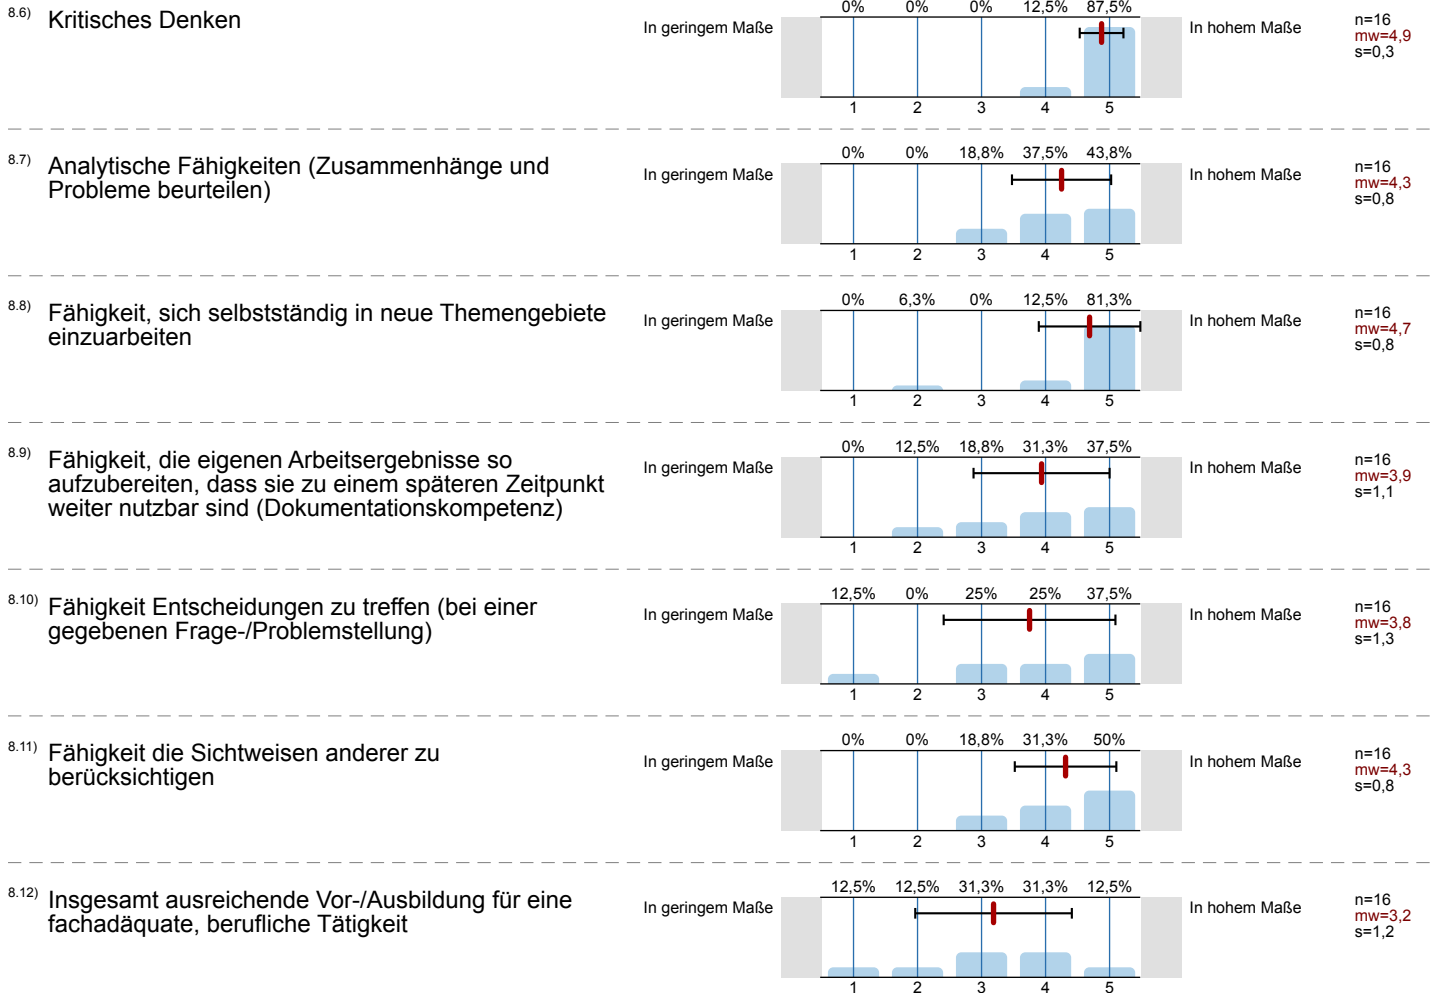 8.6) Kritisches Denken
In geringem Maße
0% 0% 0% 12,5% 87,5%
1 2 3 4 5
In hohem Maße
n=16
mw=4,9
s=0,3
8.7) Analytische Fähigkeiten (Zusammenhänge und
Probleme beurteilen)
In geringem Maße
0% 0% 18,8% 37,5% 43,8%
1 2 3 4 5
In hohem Maße
n=16
mw=4,3
s=0,8
8.8) Fähigkeit, sich selbstständig in neue Themengebiete
einzuarbeiten
In geringem Maße
0% 6,3% 0% 12,5% 81,3%
1 2 3 4 5
In hohem Maße
n=16
mw=4,7
s=0,8
8.9) Fähigkeit, die eigenen Arbeitsergebnisse so
aufzubereiten, dass sie zu einem späteren Zeitpunkt
weiter nutzbar sind (Dokumentationskompetenz)
In geringem Maße
0% 12,5% 18,8% 31,3% 37,5%
1 2 3 4 5
In hohem Maße
n=16
mw=3,9
s=1,1
8.10) Fähigkeit Entscheidungen zu treffen (bei einer
gegebenen Frage-/Problemstellung)
In geringem Maße
12,5% 0% 25% 25% 37,5%
1 2 3 4 5
In hohem Maße
n=16
mw=3,8
s=1,3
8.11) Fähigkeit die Sichtweisen anderer zu
berücksichtigen
In geringem Maße
0% 0% 18,8% 31,3% 50%
1 2 3 4 5
In hohem Maße
n=16
mw=4,3
s=0,8
8.12) Insgesamt ausreichende Vor-/Ausbildung für eine
fachadäquate, berufliche Tätigkeit
In geringem Maße
12,5% 12,5% 31,3% 31,3% 12,5%
1 2 3 4 5
In hohem Maße
n=16
mw=3,2
s=1,2